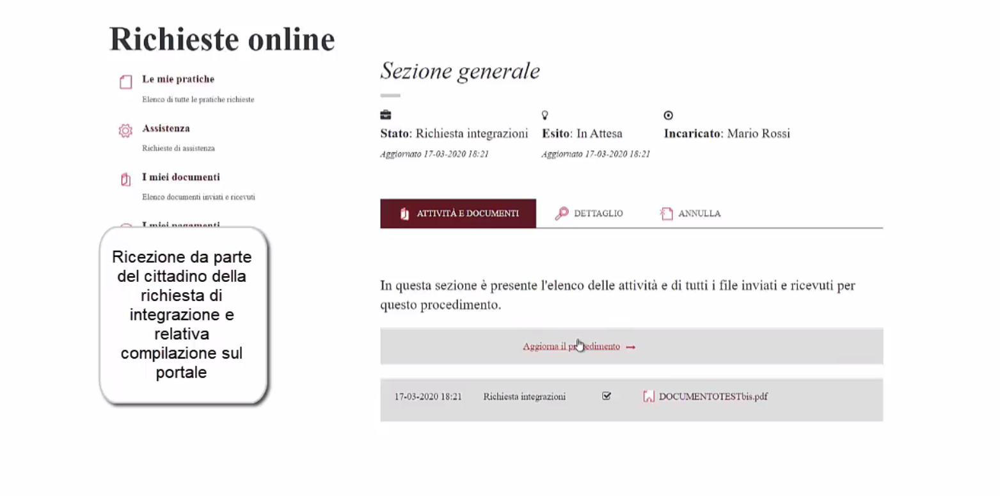 Richieste online
Le mie pratiche
Elenco di tutte le pratiche richieste
Assistenza
Richieste di assistenza
I miei documenti
Elenco documenti inviati e ricevuti
I miei pagamenti
Ricezione da parte
del cittadino della
richiesta di
integrazione e
relativa
compilazione sul
portale
Sezione generale
Stato: Richiesta integrazioni
Aggiornato 17-03-2020 18:21
Esito: In Attesa
Aggiornato 17-03-2020 18:21
Incaricato: Mario Rossi
ATTIVITÀ E DOCUMENTI DETTAGLIO ANNULLA
In questa sezione è presente l'elenco delle attività e di tutti i file inviati e ricevuti per
questo procedimento.
Aggiorna il procedimento →
17-03-2020 18:21 Richiesta integrazioni DOCUMENTOTESTbis.pdf